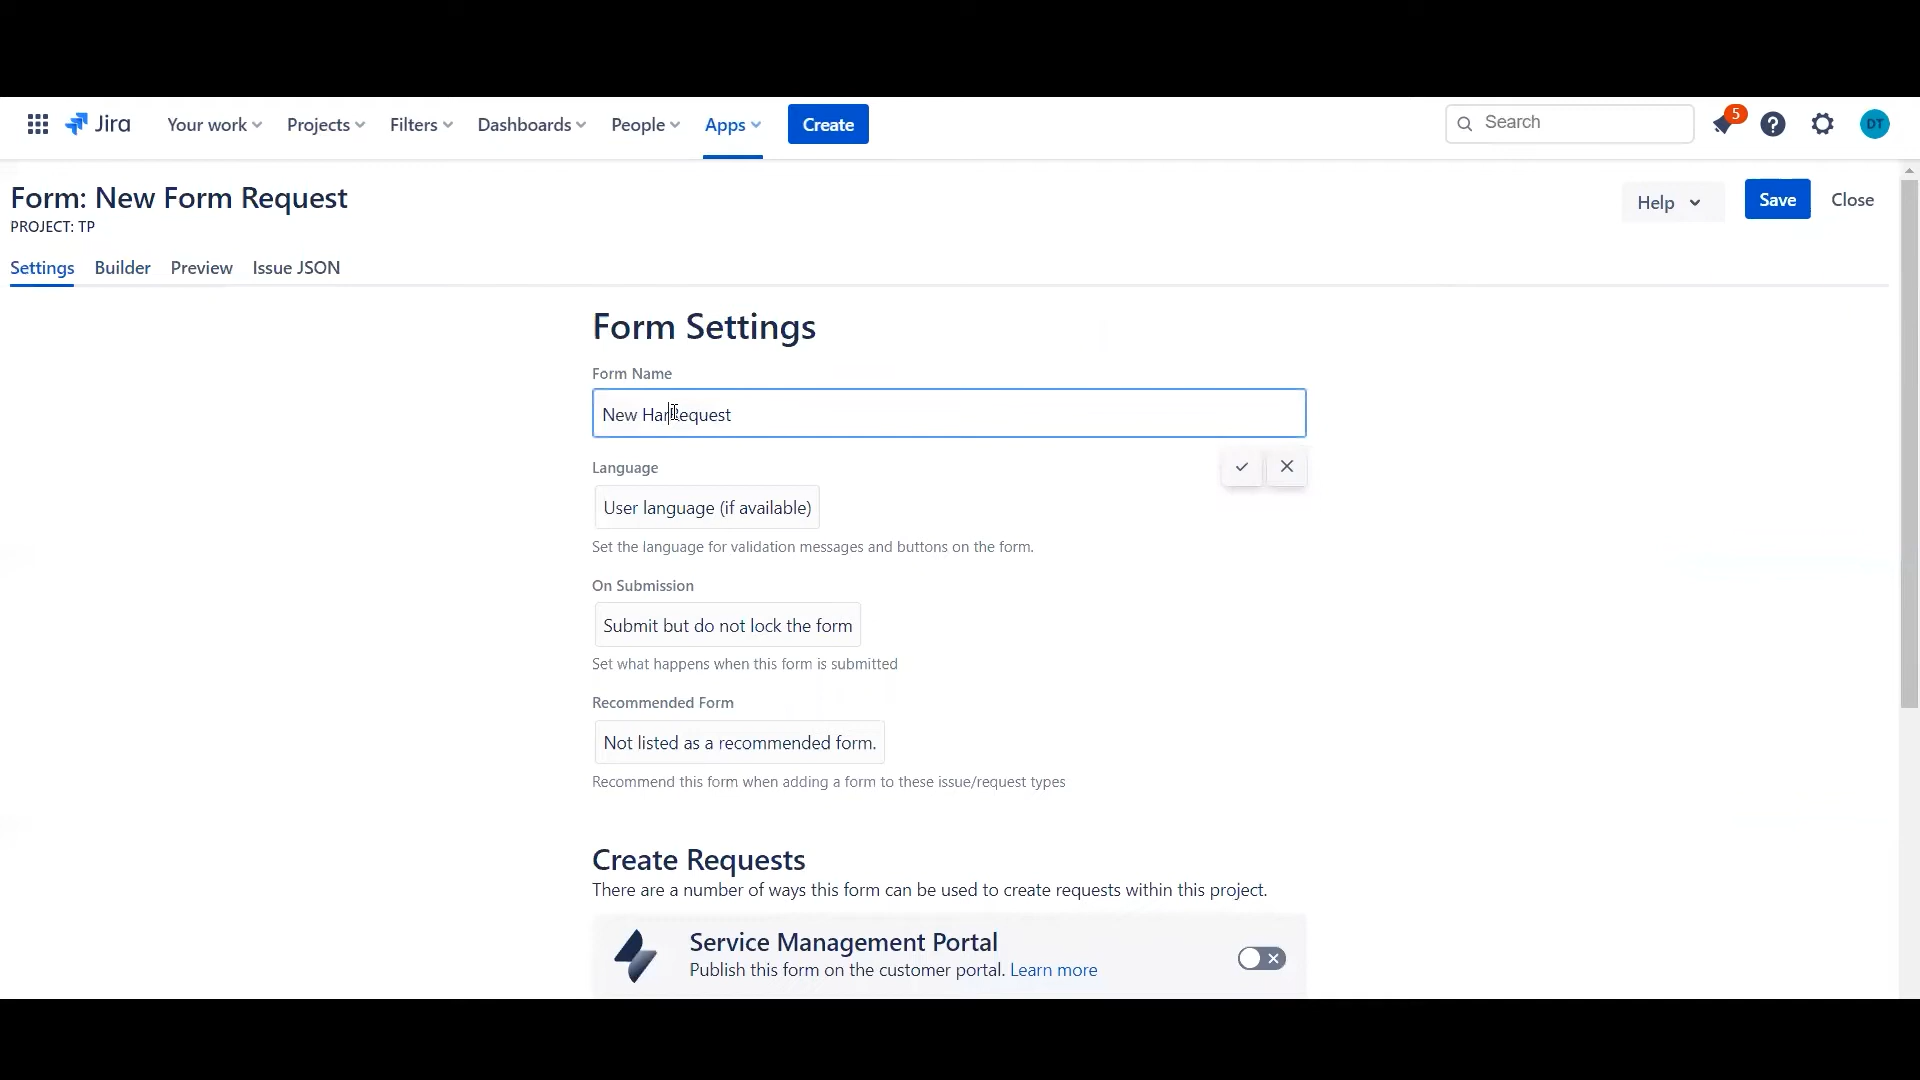 Jira Your work Projects Filters Dashboards People Apps Create Search 5 ? DT
Form: New Form Request
PROJECT: TP
Help Save Close
Settings Builder Preview Issue JSON
Form Settings
Form Name
New HarRequest
Language
User language (if available)
Set the language for validation messages and buttons on the form.
On Submission
Submit but do not lock the form
Set what happens when this form is submitted
Recommended Form
Not listed as a recommended form.
Recommend this form when adding a form to these issue/request types
Create Requests
There are a number of ways this form can be used to create requests within this project.
Service Management Portal
Publish this form on the customer portal. Learn more